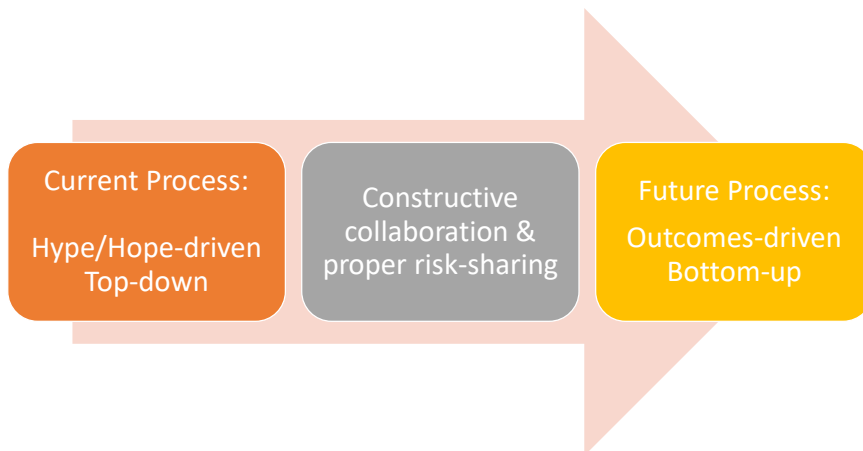 Current Process:
Hype/Hope-driven
Top-down
Constructive
collaboration &
proper risk-sharing
Future Process:
Outcomes-driven
Bottom-up